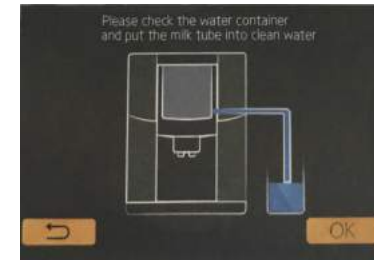 Please check the water container
and put the milk tube into clean water
OK